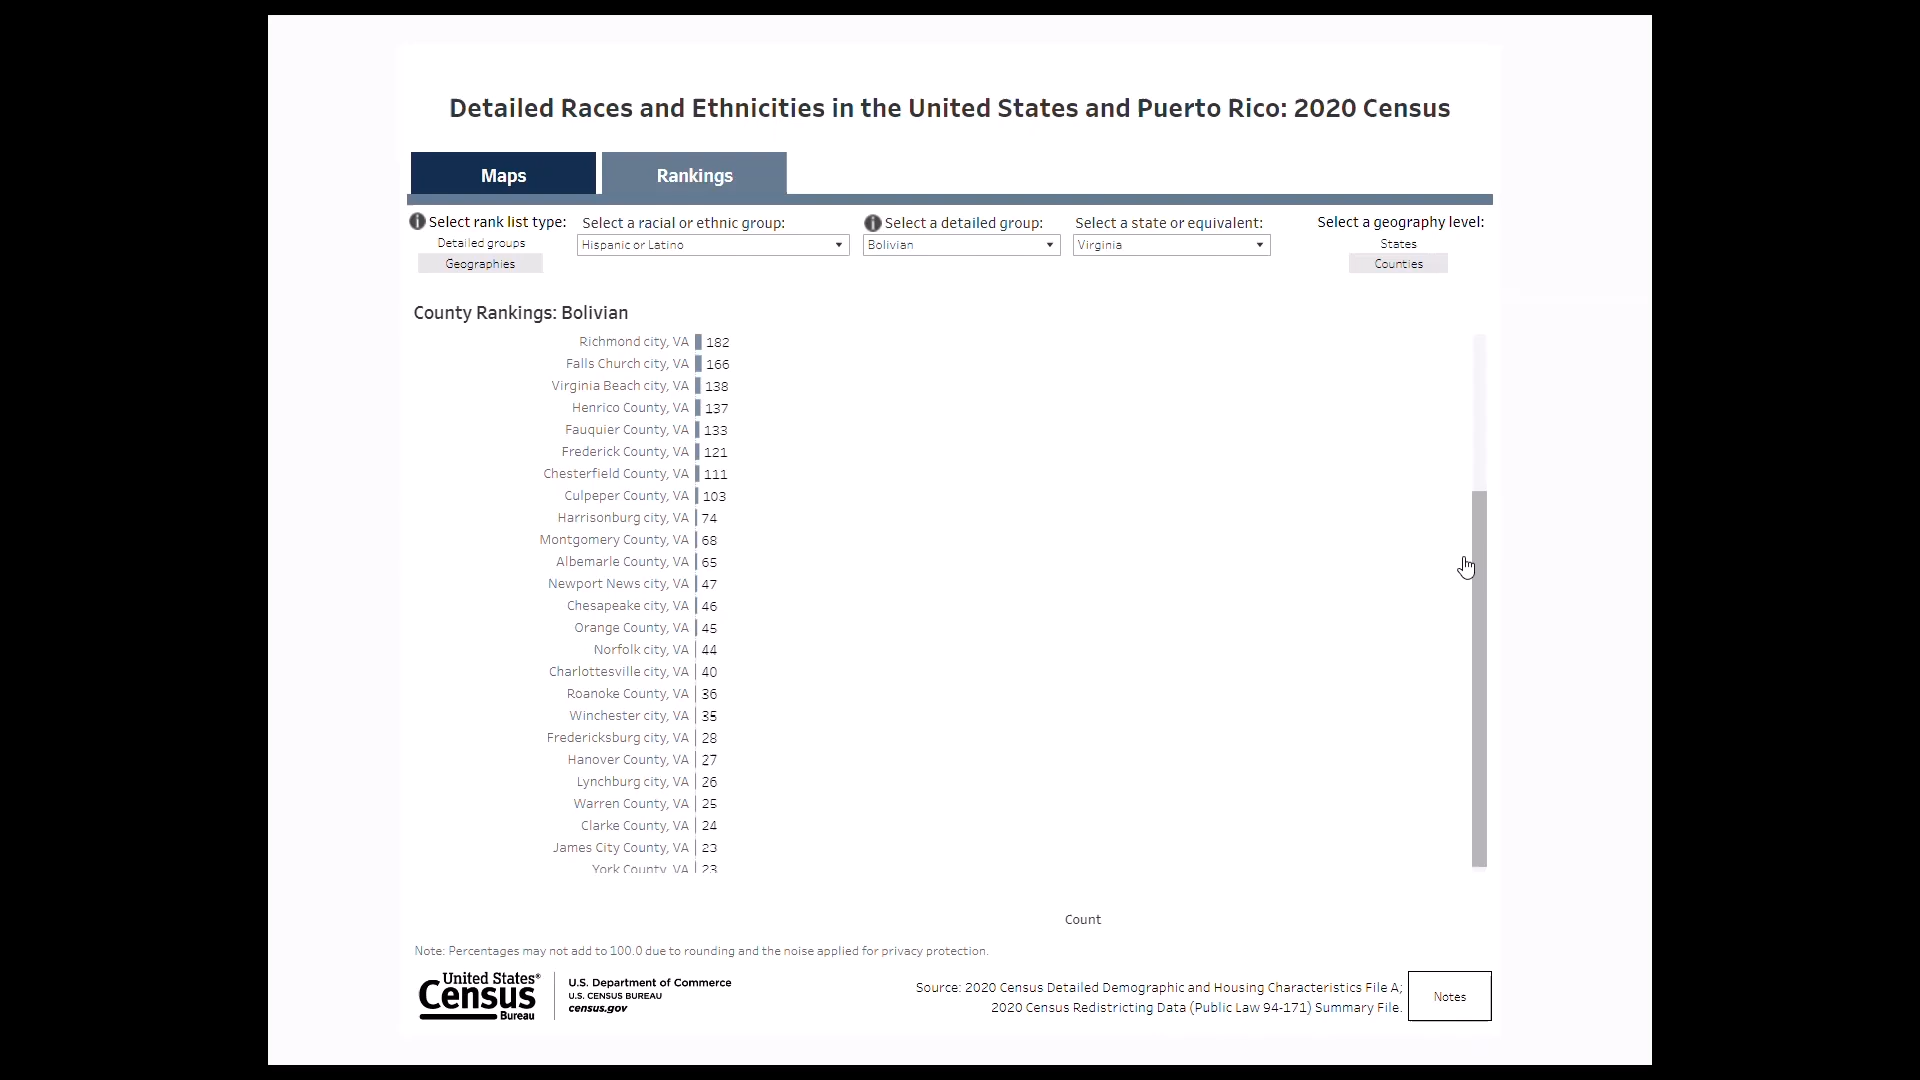 Detailed Races and Ethnicities in the United States and Puerto Rico: 2020 Census
Maps
Rankings
Select rank list type:
Detailed groups
Geographies
Select a racial or ethnic group:
Hispanic or Latino
Select a detailed group:
Bolivian
Select a state or equivalent:
Virginia
Select a geography level:
States
Counties
County Rankings: Bolivian
Richmond city, VA 182
Falls Church city, VA 166
Virginia Beach city, VA 138
Henrico County, VA 137
Fauquier County, VA 133
Frederick County, VA 121
Chesterfield County, VA 111
Culpeper County, VA 103
Harrisonburg city, VA 74
Montgomery County, VA 68
Albemarle County, VA 65
Newport News city, VA 47
Chesapeake city, VA 46
Orange County, VA 45
Norfolk city, VA 44
Charlottesville city, VA 40
Roanoke County, VA 36
Winchester city, VA 35
Fredericksburg city, VA 28
Hanover County, VA 27
Lynchburg city, VA 26
Warren County, VA 25
Clarke County, VA 24
James City County, VA 23
York County, VA 23
Count
Note: Percentages may not add to 100.0 due to rounding and the noise applied for privacy protection.
United States®
Census
Bureau
U.S. Department of Commerce
U.S. CENSUS BUREAU
census.gov
Source: 2020 Census Detailed Demographic and Housing Characteristics File A;
2020 Census Redistricting Data (Public Law 94-171) Summary File.
Notes